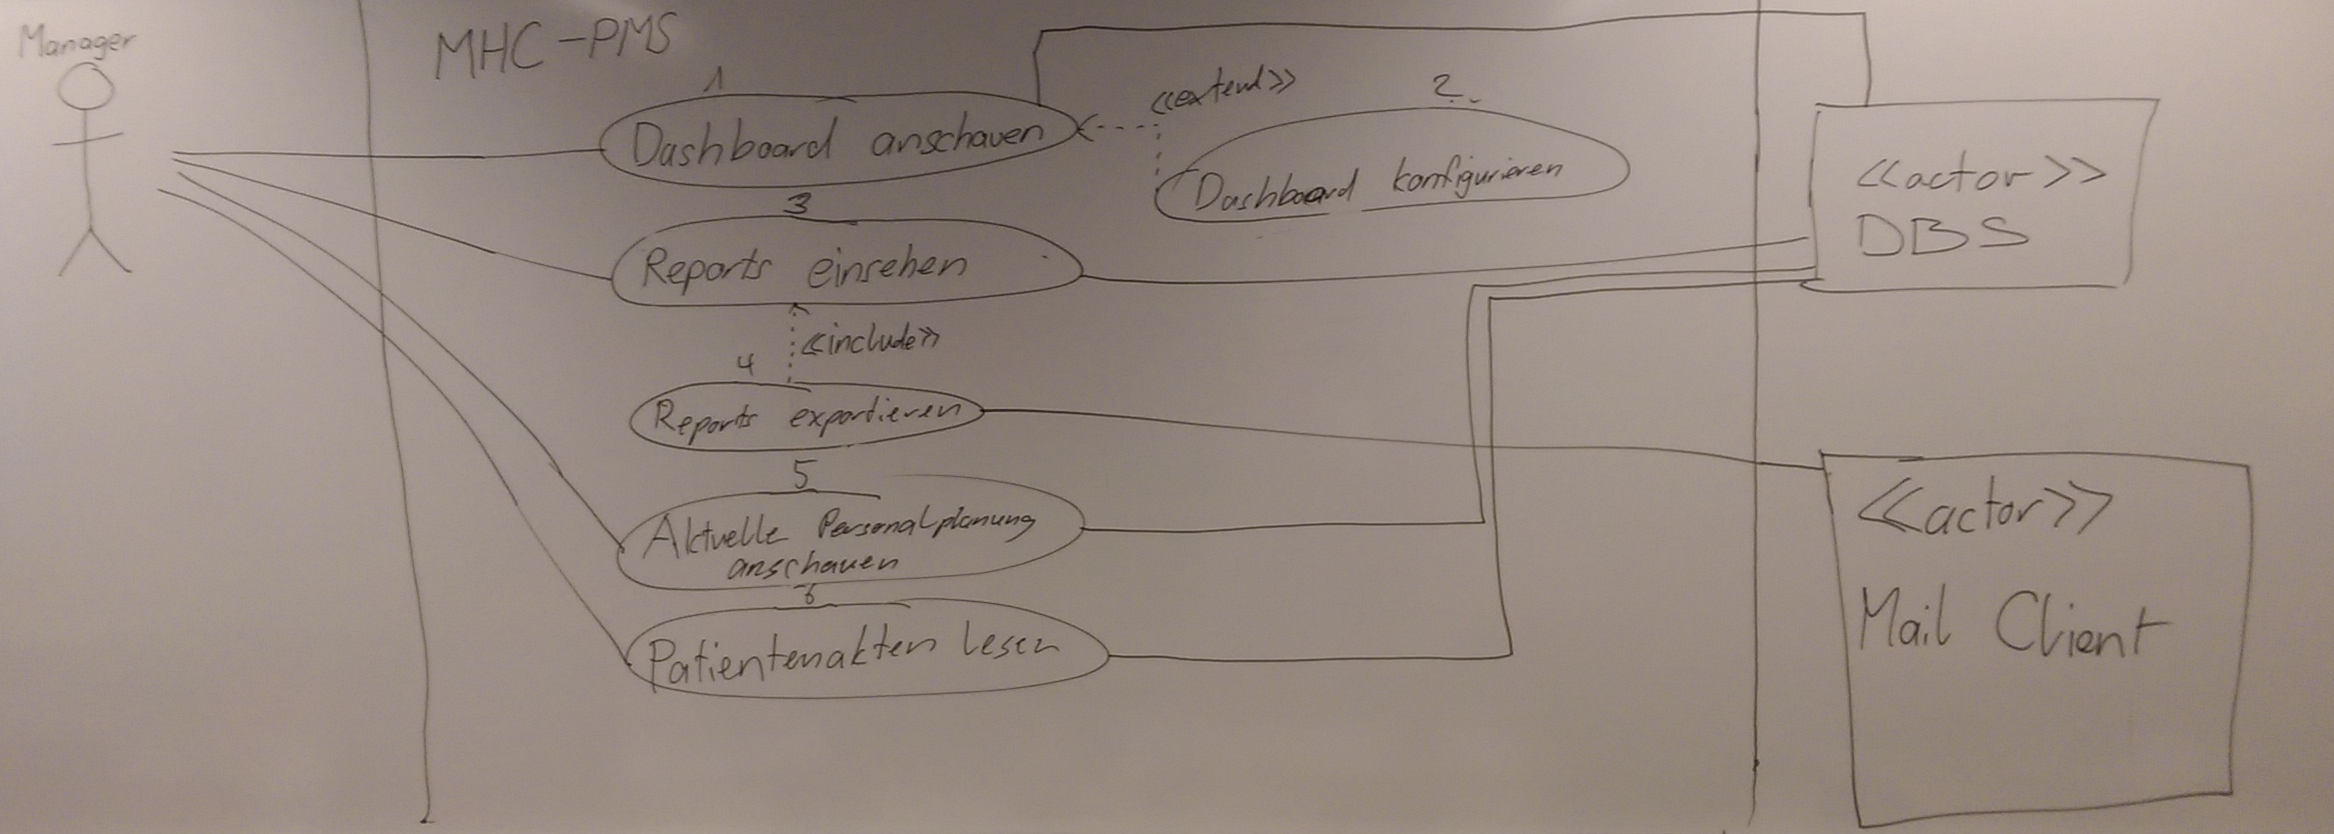 Manager
MHC-PMS
1
Dashboard anschauen
<<extend>>
2
Dashboard konfigurieren
<<actor>>
DBS
3
Reports einsehen
<<include>>
4
Reports exportieren
5
Aktuelle Personalplanung
anschauen
6
Patientenakten lesen
<<actor>>
Mail Client